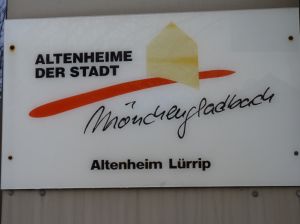 ALTENHEIME
DER STADT
Mönchengladbach
Altenheim Lürrip